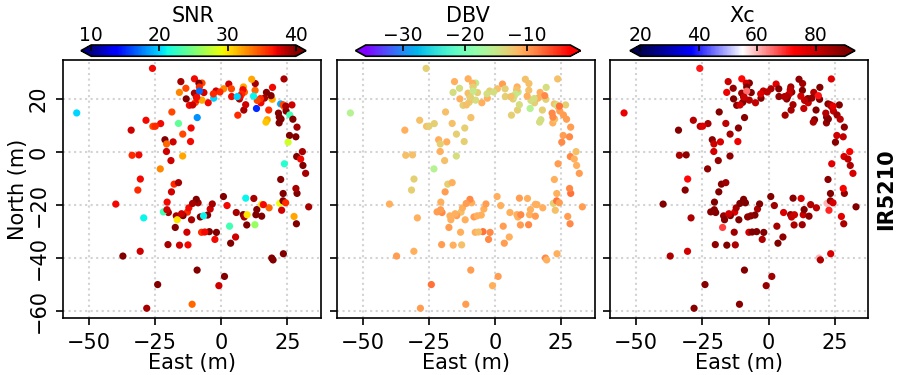 SNR DBV Xc
10 20 30 40 −30 −20 −10 20 40 60 80
20
0
−20
−40
−60
North (m)
IR5210
−50 −25 0 25 −50 −25 0 25 −50 −25 0 25
East (m) East (m) East (m)